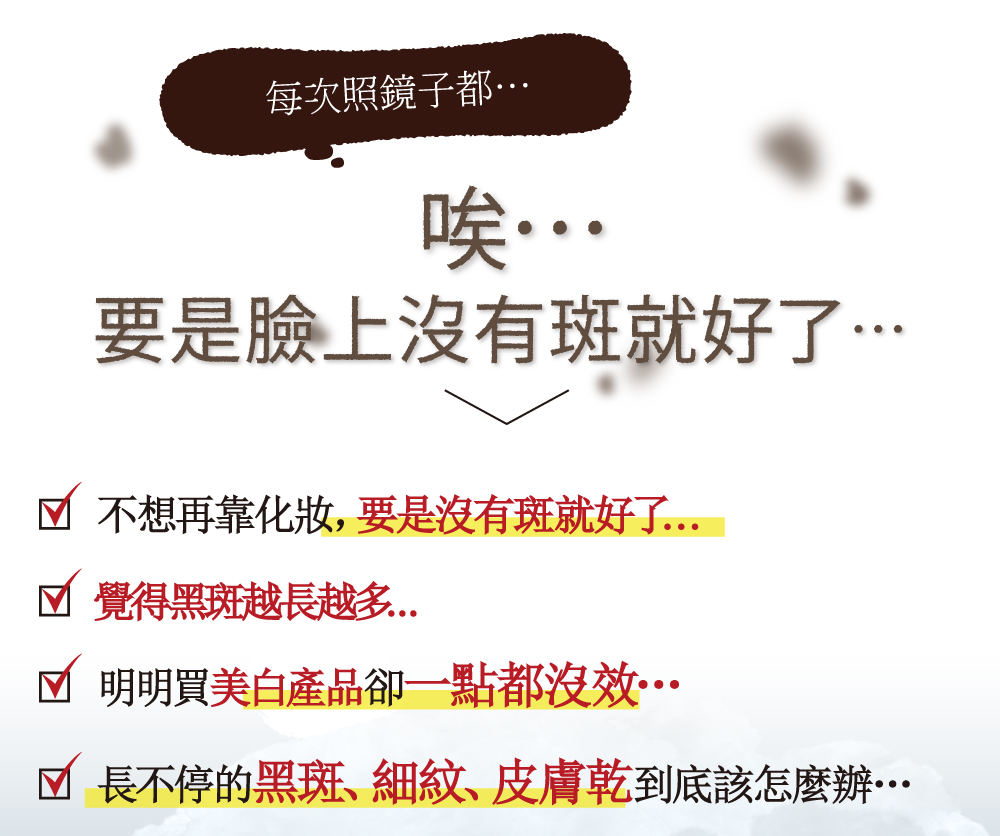 每次照鏡子都…
唉…
要是臉上沒有斑就好了…
不想再靠化妝，要是沒有斑就好了...
覺得黑斑越長越多...
明明買美白產品卻一點都沒效…
長不停的黑斑、細紋、皮膚乾到底該怎麼辦…